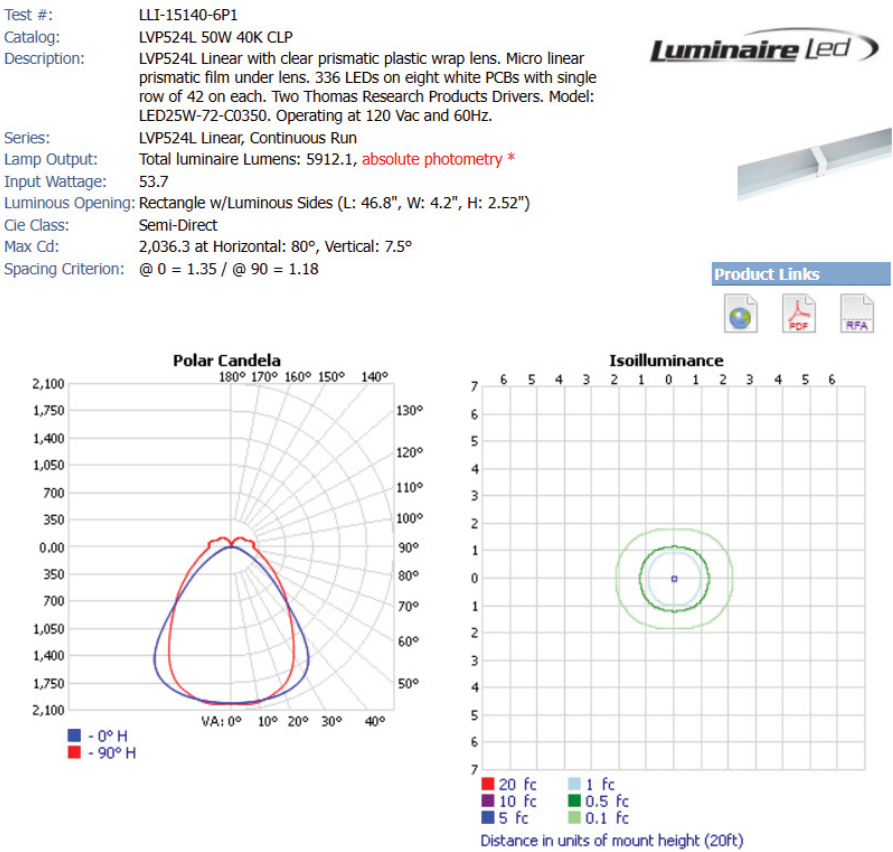 Test #: LLI-15140-6P1
Catalog: LVP524L 50W 40K CLP
Description: LVP524L Linear with clear prismatic plastic wrap lens. Micro linear
prismatic film under lens. 336 LEDs on eight white PCBs with single
row of 42 on each. Two Thomas Research Products Drivers. Model:
LED25W-72-C0350. Operating at 120 Vac and 60Hz.
Series: LVP524L Linear, Continuous Run
Lamp Output: Total luminaire Lumens: 5912.1, absolute photometry *
Input Wattage: 53.7
Luminous Opening: Rectangle w/Luminous Sides (L: 46.8", W: 4.2", H: 2.52")
Cie Class: Semi-Direct
Max Cd: 2,036.3 at Horizontal: 80°, Vertical: 7.5°
Spacing Criterion: @ 0 = 1.35 / @ 90 = 1.18
Luminaire Led
Product Links
PDF
RFA
Polar Candela
180° 170° 160° 150° 140°
2,100
1,750
1,400
1,050
700
350
0.00
350
700
1,050
1,400
1,750
2,100
130°
120°
110°
100°
90°
80°
70°
60°
50°
VA: 0° 10° 20° 30° 40°
- 0° H
- 90° H
Isoilluminance
6 5 4 3 2 1 0 1 2 3 4 5 6
7
6
5
4
3
2
1
0
1
2
3
4
5
6
7
20 fc
10 fc
5 fc
1 fc
0.5 fc
0.1 fc
Distance in units of mount height (20ft)